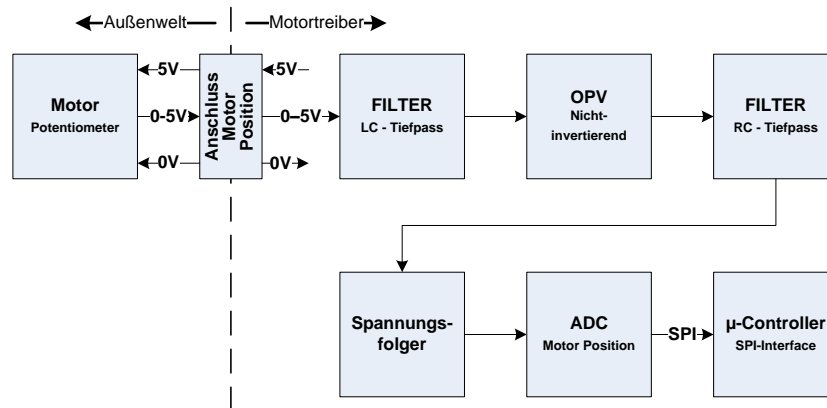 Außenwelt
Motortreiber
Motor
Potentiometer
5V
0-5V
0V
Anschluss
Motor
Position
5V
0–5V
0V
FILTER
LC - Tiefpass
OPV
Nicht-
invertierend
FILTER
RC - Tiefpass
Spannungs-
folger
ADC
Motor Position
SPI
µ-Controller
SPI-Interface